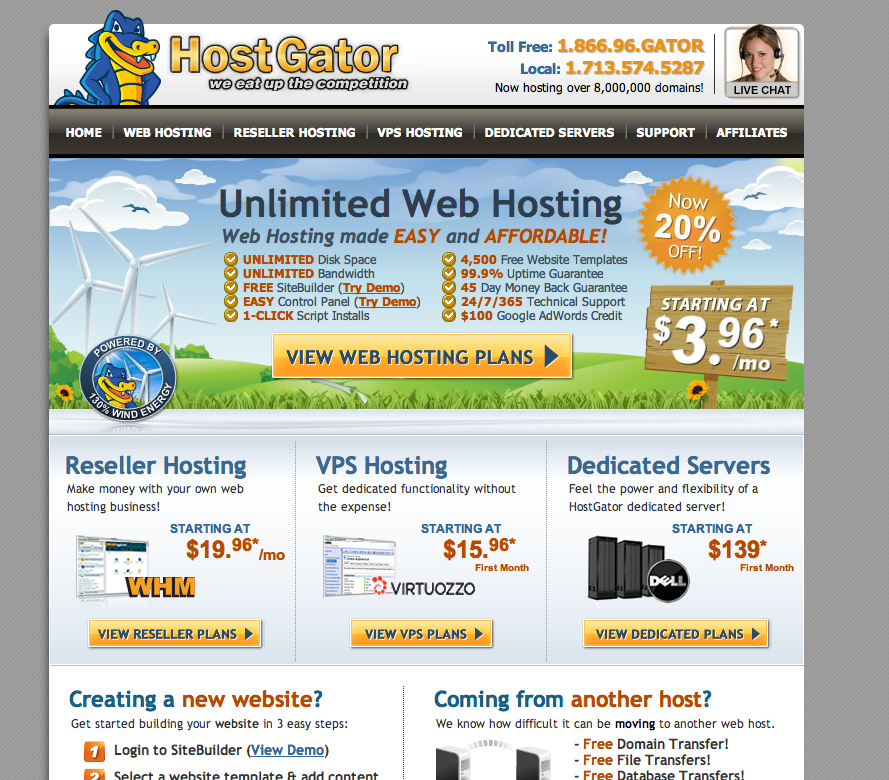 HostGator
we eat up the competition
Toll Free: 1.866.96.GATOR
Local: 1.713.574.5287
Now hosting over 8,000,000 domains!
LIVE CHAT
HOME
WEB HOSTING
RESELLER HOSTING
VPS HOSTING
DEDICATED SERVERS
SUPPORT
AFFILIATES
Unlimited Web Hosting
Web Hosting made EASY and AFFORDABLE!
UNLIMITED Disk Space
UNLIMITED Bandwidth
FREE SiteBuilder (Try Demo)
EASY Control Panel (Try Demo)
1-CLICK Script Installs
4,500 Free Website Templates
99.9% Uptime Guarantee
45 Day Money Back Guarantee
24/7/365 Technical Support
$100 Google AdWords Credit
VIEW WEB HOSTING PLANS
Now
20%
OFF!
STARTING AT
$3.96*
/mo
POWERED BY
130% WIND ENERGY
Reseller Hosting
Make money with your own web
hosting business!
STARTING AT
$19.96*/mo
WHM
VIEW RESELLER PLANS
VPS Hosting
Get dedicated functionality without
the expense!
STARTING AT
$15.96*
First Month
VIRTUOZZO
VIEW VPS PLANS
Dedicated Servers
Feel the power and flexibility of a
HostGator dedicated server!
STARTING AT
$139*
First Month
DELL
VIEW DEDICATED PLANS
Creating a new website?
Get started building your website in 3 easy steps:
1 Login to SiteBuilder (View Demo)
2 Select a website template & add content
Coming from another host?
We know how difficult it can be moving to another web host.
- Free Domain Transfer!
- Free File Transfers!
- Free Database Transfers!